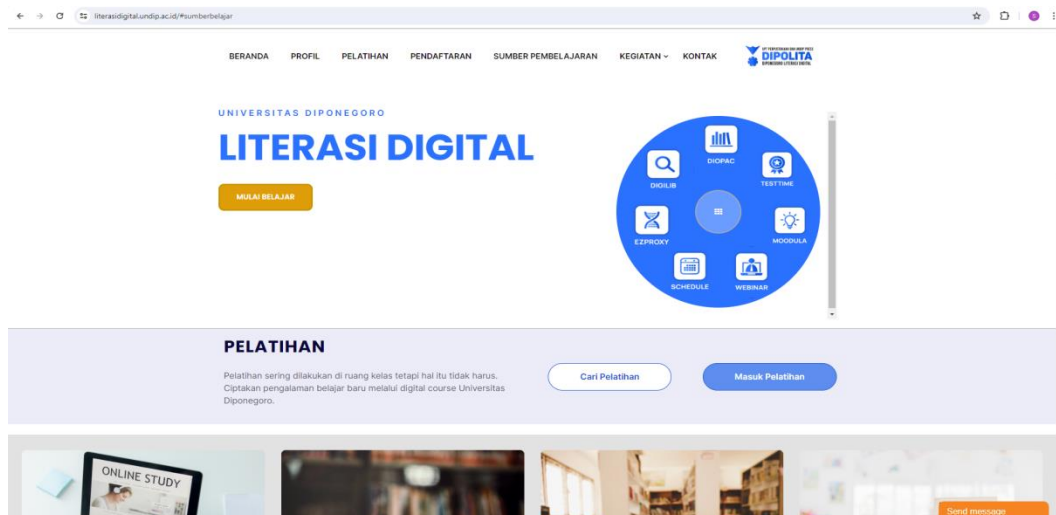 literasidigital.undip.ac.id/#sumberbelajar
BERANDA PROFIL PELATIHAN PENDAFTARAN SUMBER PEMBELAJARAN KEGIATAN KONTAK
DIPOLITA
UNIVERSITAS DIPONEGORO
LITERASI DIGITAL
MULAI BELAJAR
DIOPAC
DIGILIB
TESTTIME
EZPROXY
MOODULA
SCHEDULE
WEBINAR
PELATIHAN
Pelatihan sering dilakukan di ruang kelas tetapi hal itu tidak harus.
Ciptakan pengalaman belajar baru melalui digital course Universitas
Diponegoro.
Cari Pelatihan
Masuk Pelatihan
ONLINE STUDY
Send message